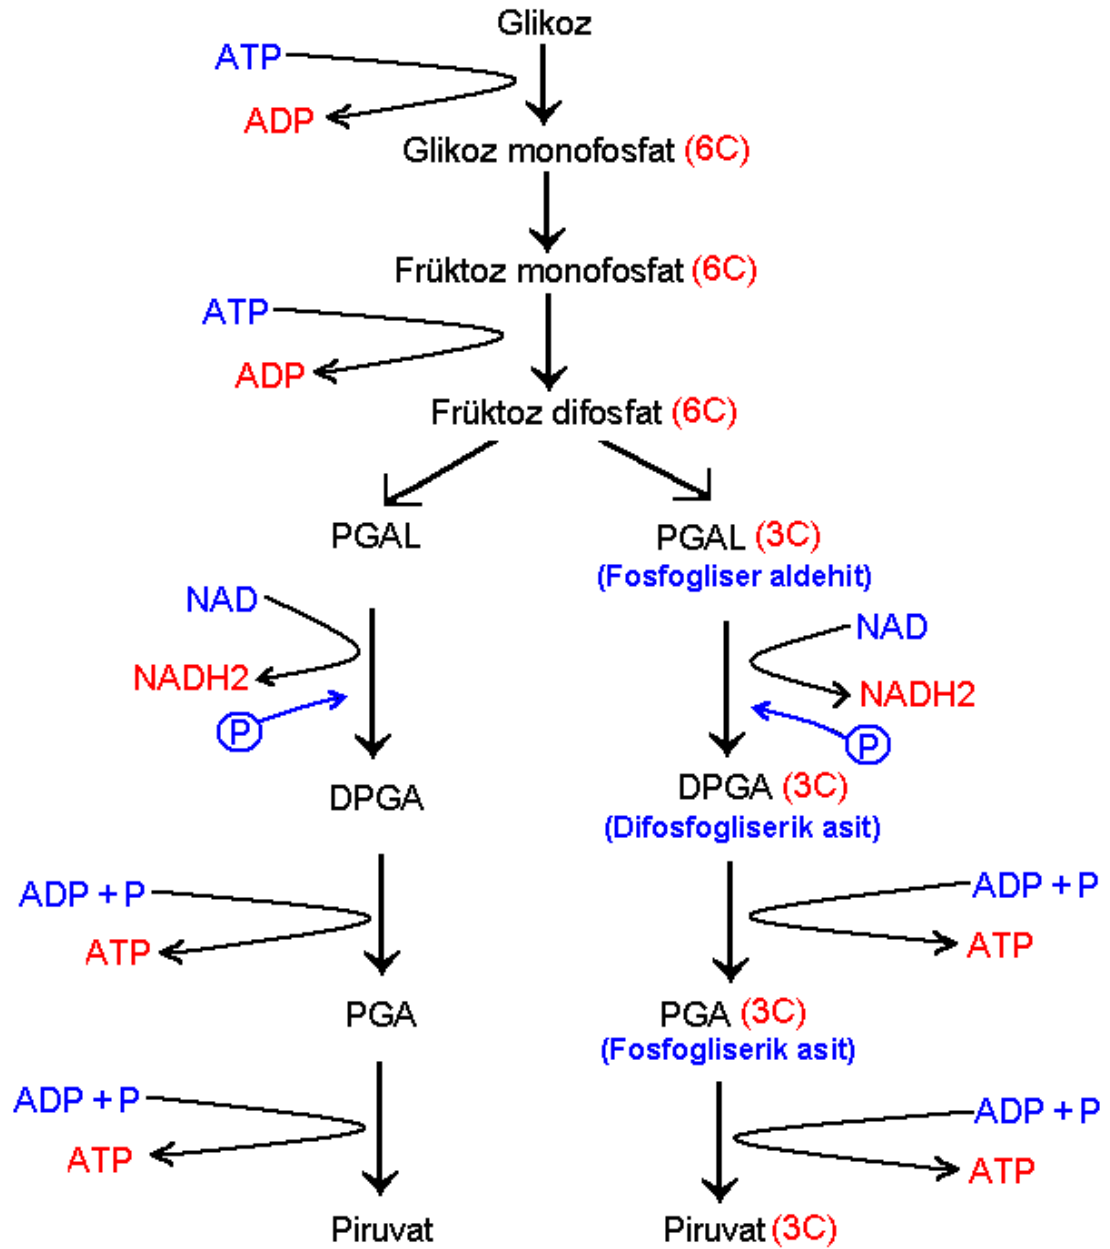 Glikoz
ATP
ADP
Glikoz monofosfat (6C)
Früktoz monofosfat (6C)
ATP
ADP
Früktoz difosfat (6C)
PGAL
PGAL (3C)
(Fosfogliser aldehit)
NAD
NAD
NADH2
NADH2
P
P
DPGA
DPGA (3C)
(Difosfogliserik asit)
ADP + P
ADP + P
ATP
ATP
PGA
PGA (3C)
(Fosfogliserik asit)
ADP + P
ADP + P
ATP
ATP
Piruvat
Piruvat (3C)